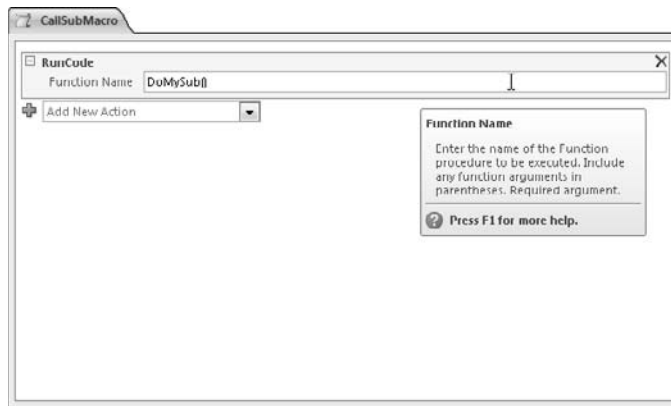 CallSubMacro
RunCode
Function Name DoMySub()
Add New Action
Function Name
Enter the name of the Function
procedure to be executed. Include
any function arguments in
parentheses. Required argument.
Press F1 for more help.